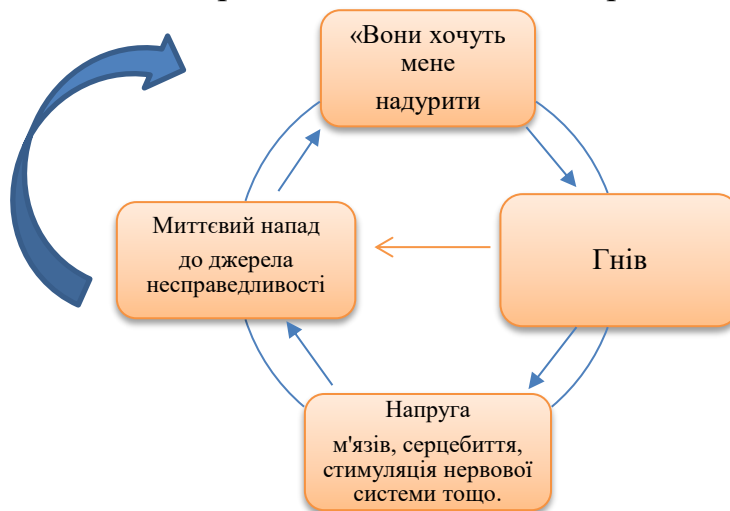 «Вони хочуть
мене
надурити
Миттєвий напад
до джерела
несправедливості
Гнів
Напруга
м'язів, серцебиття,
стимуляція нервової
системи тощо.